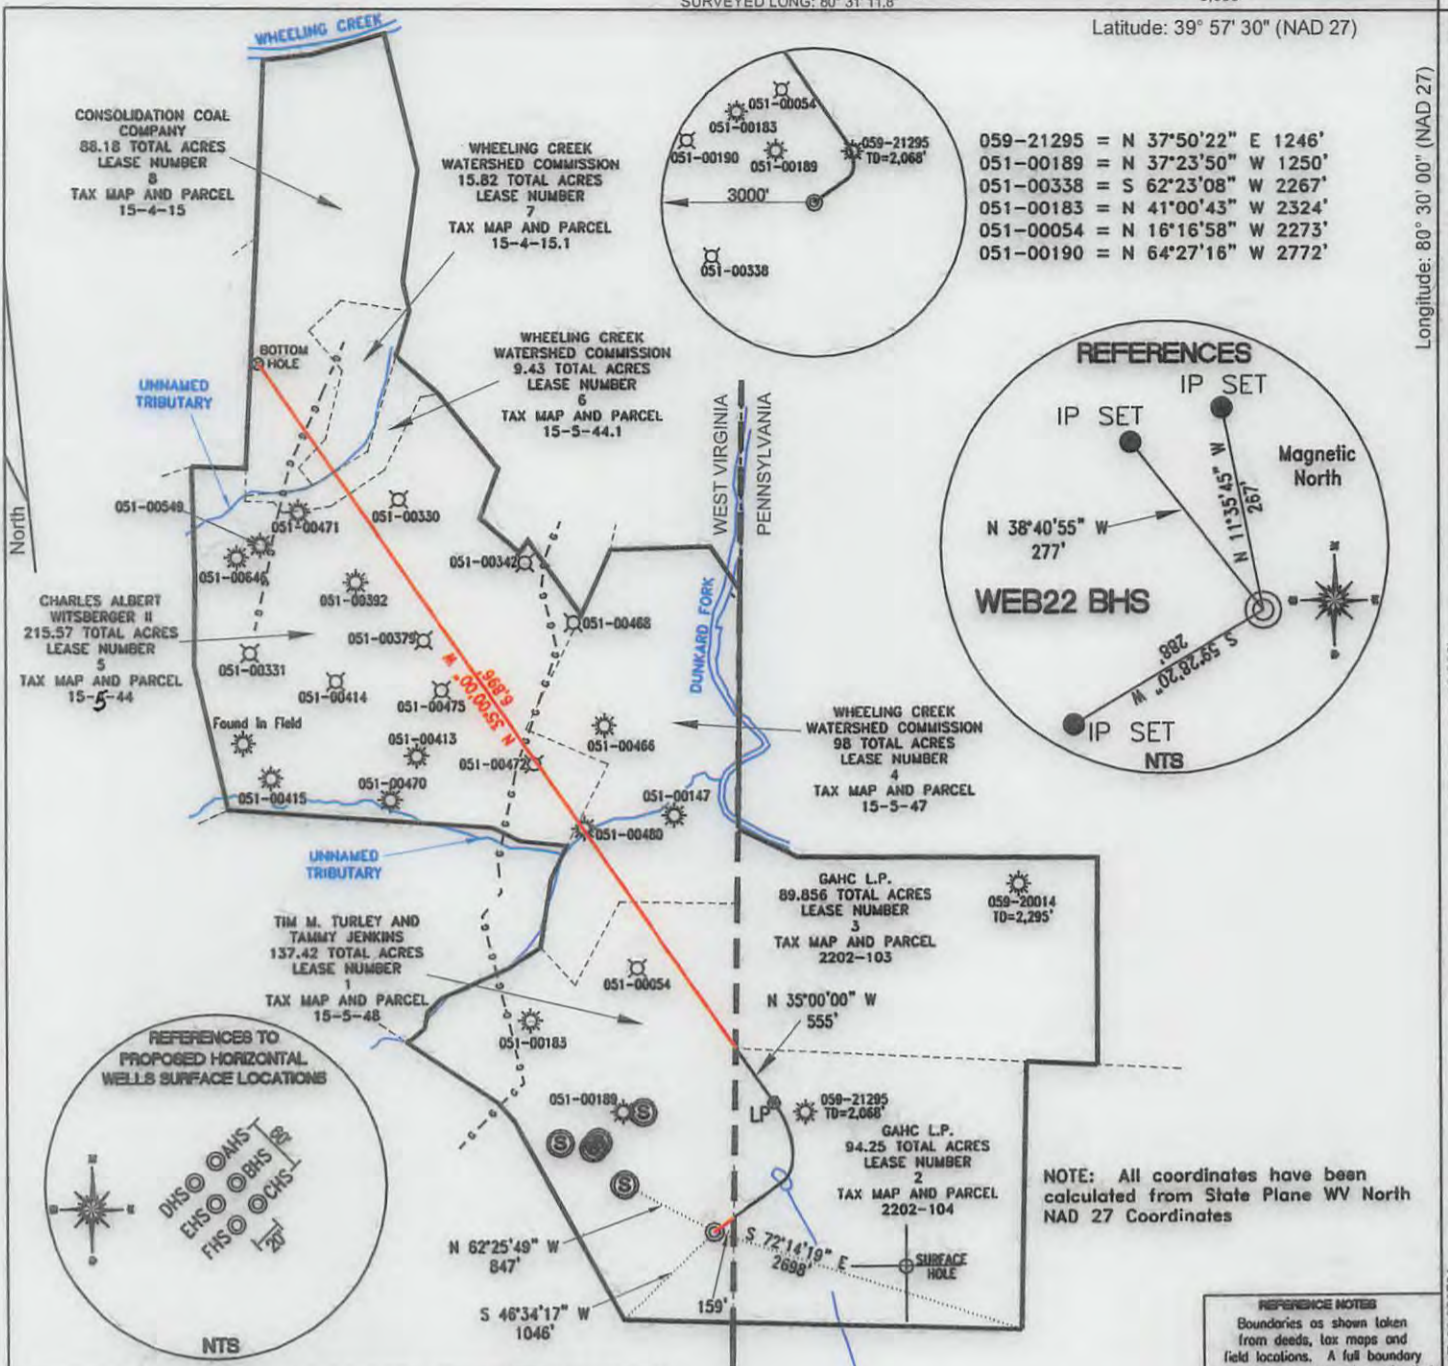 SURVEYED LONG: 80° 31' 11.8"
Latitude: 39° 57' 30" (NAD 27)
Longitude: 80° 30' 00" (NAD 27)
WHEELING CREEK
CONSOLIDATION COAL
COMPANY
88.18 TOTAL ACRES
LEASE NUMBER
8
TAX MAP AND PARCEL
15-4-15
WHEELING CREEK
WATERSHED COMMISSION
15.82 TOTAL ACRES
LEASE NUMBER
7
TAX MAP AND PARCEL
15-4-15.1
051-00054
051-00183
051-00190
051-00189
059-21295
TD=2,068'
3000'
051-00338
059-21295 = N 37°50'22" E 1246'
051-00189 = N 37°23'50" W 1250'
051-00338 = S 62°23'08" W 2267'
051-00183 = N 41°00'43" W 2324'
051-00054 = N 16°16'58" W 2273'
051-00190 = N 64°27'16" W 2772'
BOTTOM
HOLE
WHEELING CREEK
WATERSHED COMMISSION
9.43 TOTAL ACRES
LEASE NUMBER
6
TAX MAP AND PARCEL
15-5-44.1
UNNAMED
TRIBUTARY
WEST VIRGINIA
PENNSYLVANIA
REFERENCES
IP SET
IP SET
Magnetic
North
N 11°35'45" W
267'
N 38°40'55" W
277'
WEB22 BHS
S 59°28'20" W
288'
IP SET
NTS
North
051-00549
051-00471
051-00330
051-00646
051-00342
051-00392
CHARLES ALBERT
WITSBERGER II
215.57 TOTAL ACRES
LEASE NUMBER
5
TAX MAP AND PARCEL
15-5-44
051-00379
051-00468
051-00331
051-00414
051-00475
N 35°00'00" W
6,896'
DUNKARD FORK
Found In Field
051-00413
051-00466
051-00472
051-00415
051-00470
051-00147
051-00480
WHEELING CREEK
WATERSHED COMMISSION
98 TOTAL ACRES
LEASE NUMBER
4
TAX MAP AND PARCEL
15-5-47
UNNAMED
TRIBUTARY
GAHC L.P.
89.856 TOTAL ACRES
LEASE NUMBER
3
TAX MAP AND PARCEL
2202-103
059-20014
TD=2,295'
TIM M. TURLEY AND
TAMMY JENKINS
137.42 TOTAL ACRES
LEASE NUMBER
1
TAX MAP AND PARCEL
15-5-48
051-00054
N 35°00'00" W
555'
051-00183
REFERENCES TO
PROPOSED HORIZONTAL
WELLS SURFACE LOCATIONS
AHS
BHS
CHS
DHS
EHS
FHS
20'
NTS
051-00189
S
S
S
S
LP
059-21295
TD=2,068'
GAHC L.P.
94.25 TOTAL ACRES
LEASE NUMBER
2
TAX MAP AND PARCEL
2202-104
NOTE: All coordinates have been
calculated from State Plane WV North
NAD 27 Coordinates
N 62°25'49" W
847'
S 72°14'19" E
2698'
SURFACE
HOLE
S 46°34'17" W
1046'
159'
REFERENCE NOTES
Boundaries as shown taken
from deeds, tax maps and
field locations. A full boundary